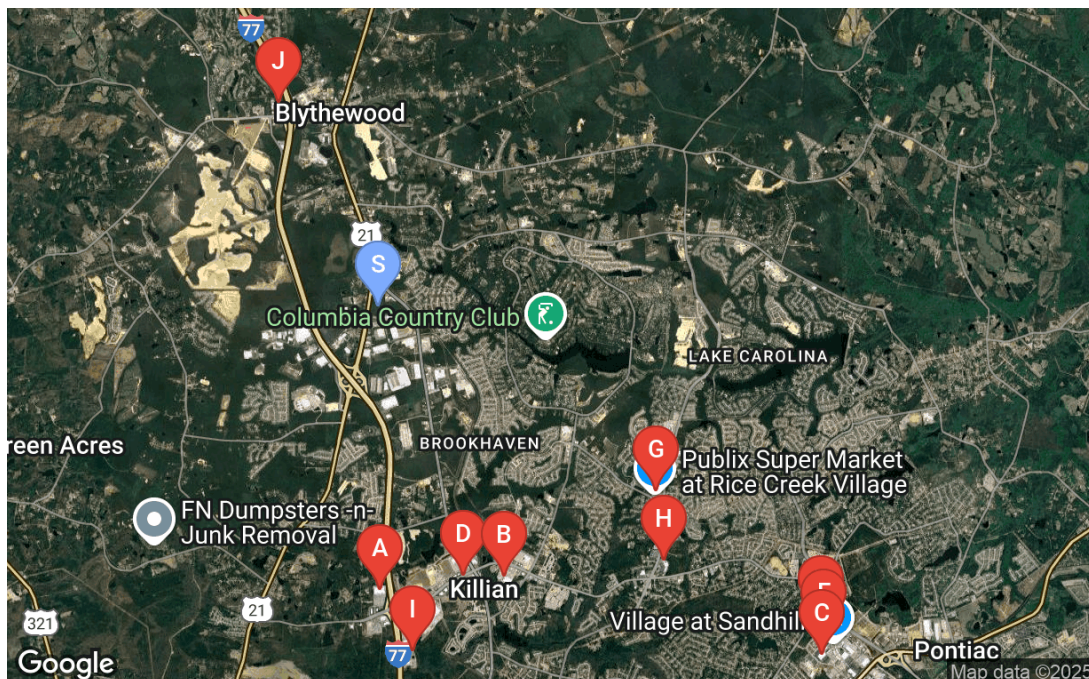 77
J
Blythewood
21
S
Columbia Country Club
LAKE CAROLINA
BROOKHAVEN
reen Acres
G
Publix Super Market
at Rice Creek Village
FN Dumpsters -n-
Junk Removal
H
A
D
B
Killian
21
321
I
C
Village at Sandhil
77
Pontiac
Google
Map data ©2025